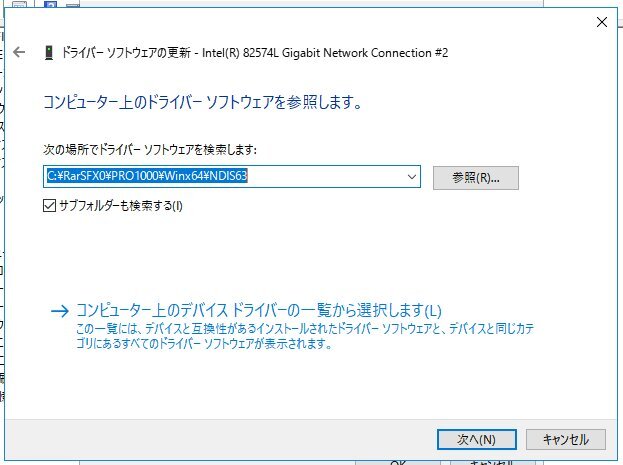 ドライバー ソフトウェアの更新 - Intel(R) 82574L Gigabit Network Connection #2
コンピューター上のドライバー ソフトウェアを参照します。
次の場所でドライバー ソフトウェアを検索します:
C:¥RarSFX0¥PRO1000¥Winx64¥NDIS63
参照(R)...
サブフォルダーも検索する(I)
コンピューター上のデバイス ドライバーの一覧から選択します(L)
この一覧には、デバイスと互換性があるインストールされたドライバー ソフトウェアと、デバイスと同じカテ
ゴリにあるすべてのドライバー ソフトウェアが表示されます。
次へ(N)
キャンセル